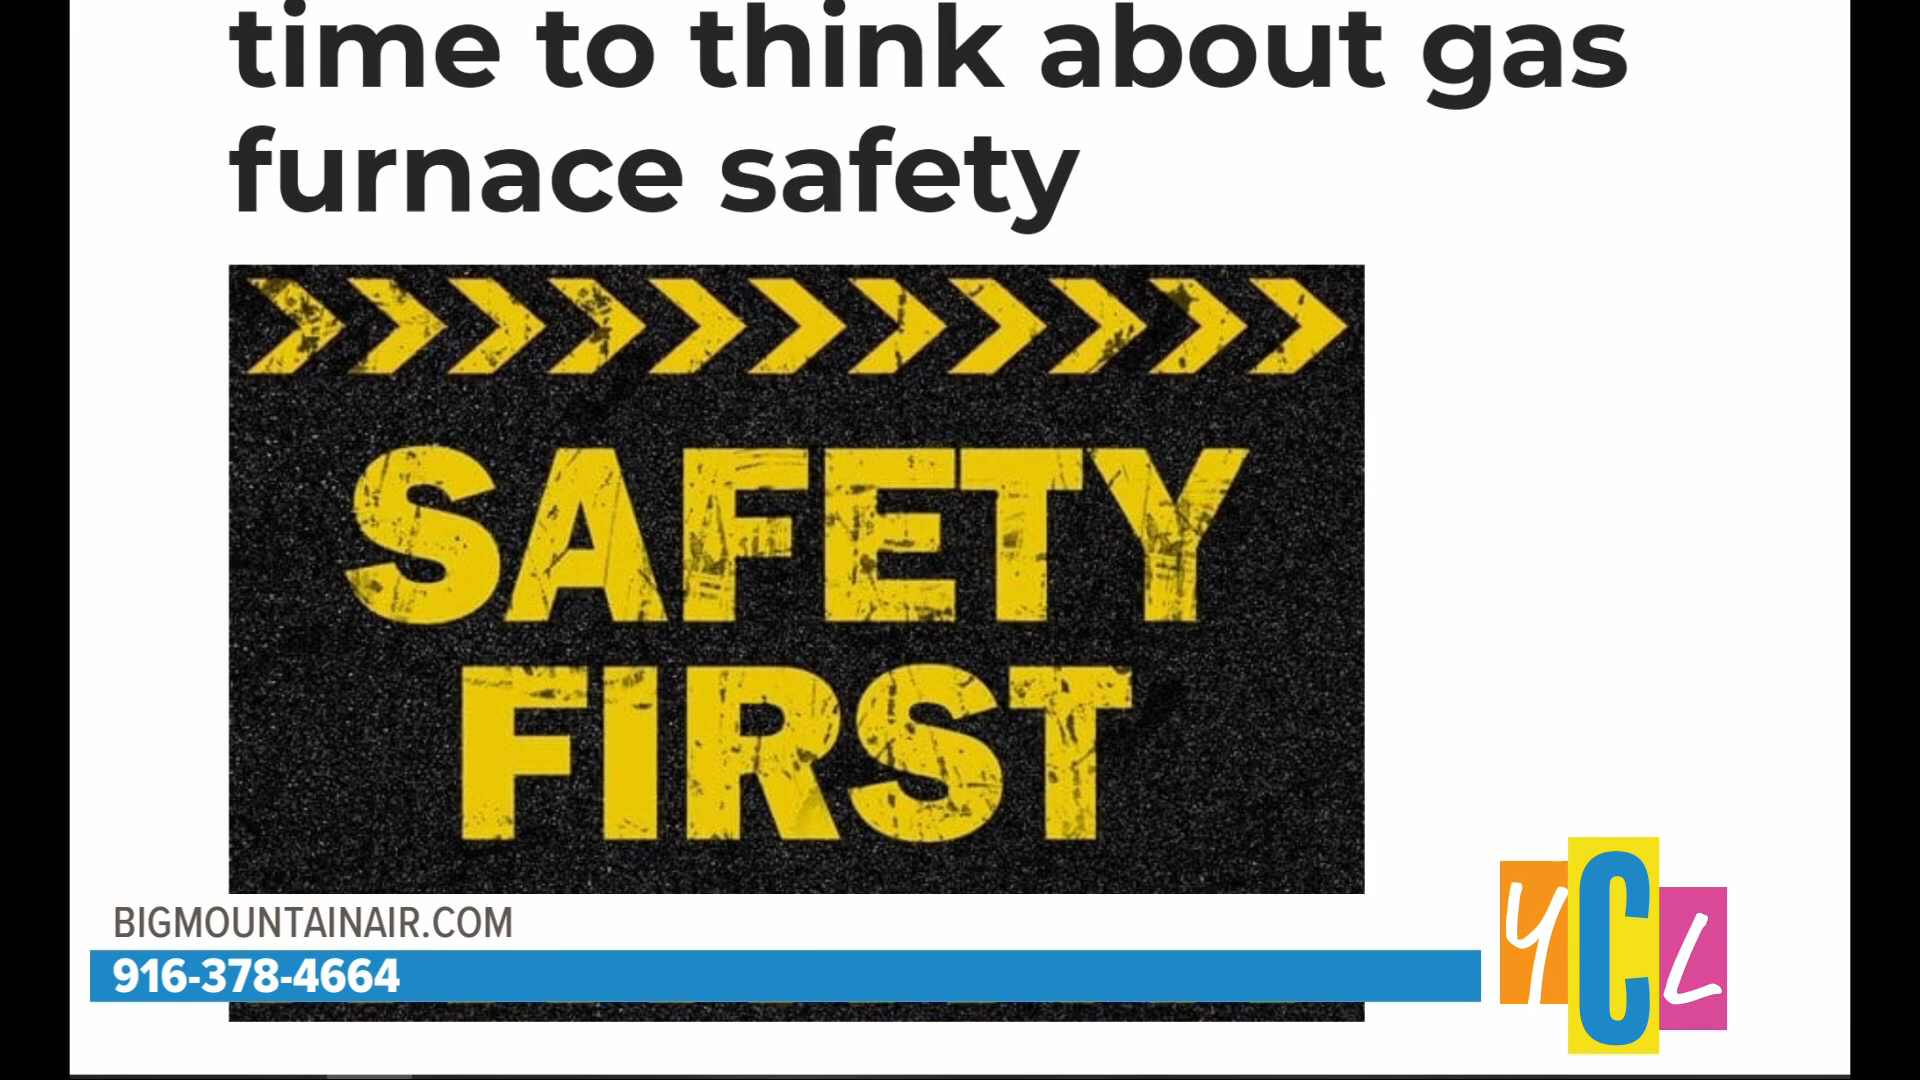 time to think about gas
furnace safety
SAFETY
FIRST
BIGMOUNTAINAIR.COM
916-378-4664
YCL